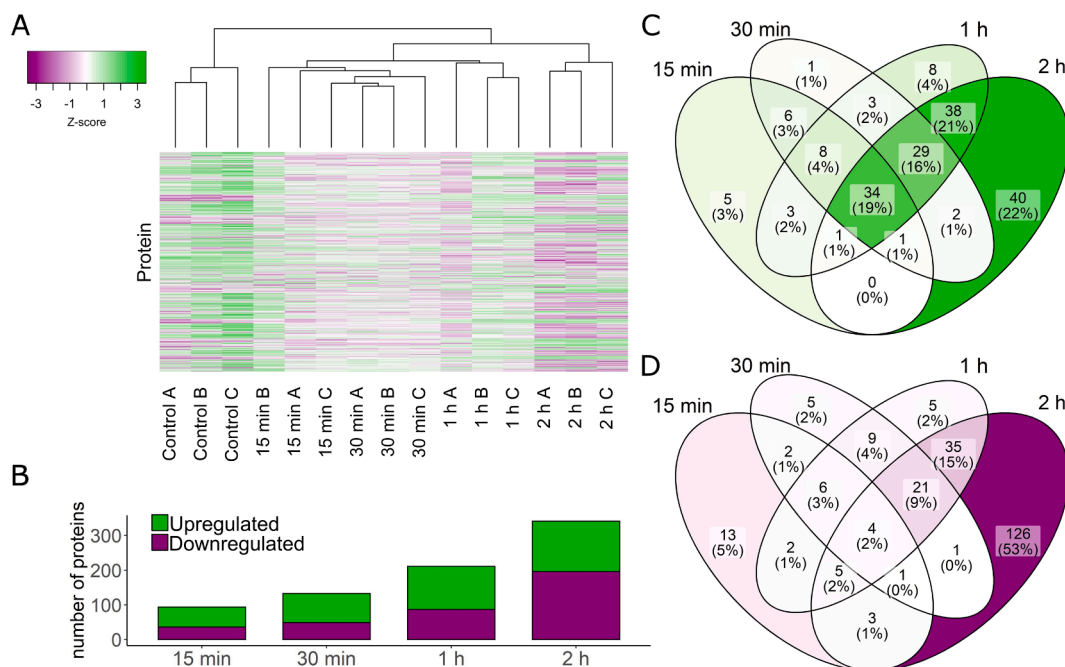 A
-3
-1
1
3
Z-score
Protein
Control A
Control B
Control C
15 min B
15 min A
15 min C
30 min A
30 min B
30 min C
1 h A
1 h B
1 h C
2 h A
2 h B
2 h C
B
number of proteins
300
200
100
0
Upregulated
Downregulated
15 min
30 min
1 h
2 h
C
15 min
30 min
1 h
2 h
1
(1%)
8
(4%)
6
(3%)
3
(2%)
38
(21%)
8
(4%)
29
(16%)
5
(3%)
34
(19%)
40
(22%)
3
(2%)
2
(1%)
1
(1%)
1
(1%)
0
(0%)
D
15 min
30 min
1 h
2 h
5
(2%)
5
(2%)
2
(1%)
9
(4%)
35
(15%)
6
(3%)
21
(9%)
13
(5%)
4
(2%)
126
(53%)
2
(1%)
1
(0%)
5
(2%)
1
(0%)
3
(1%)